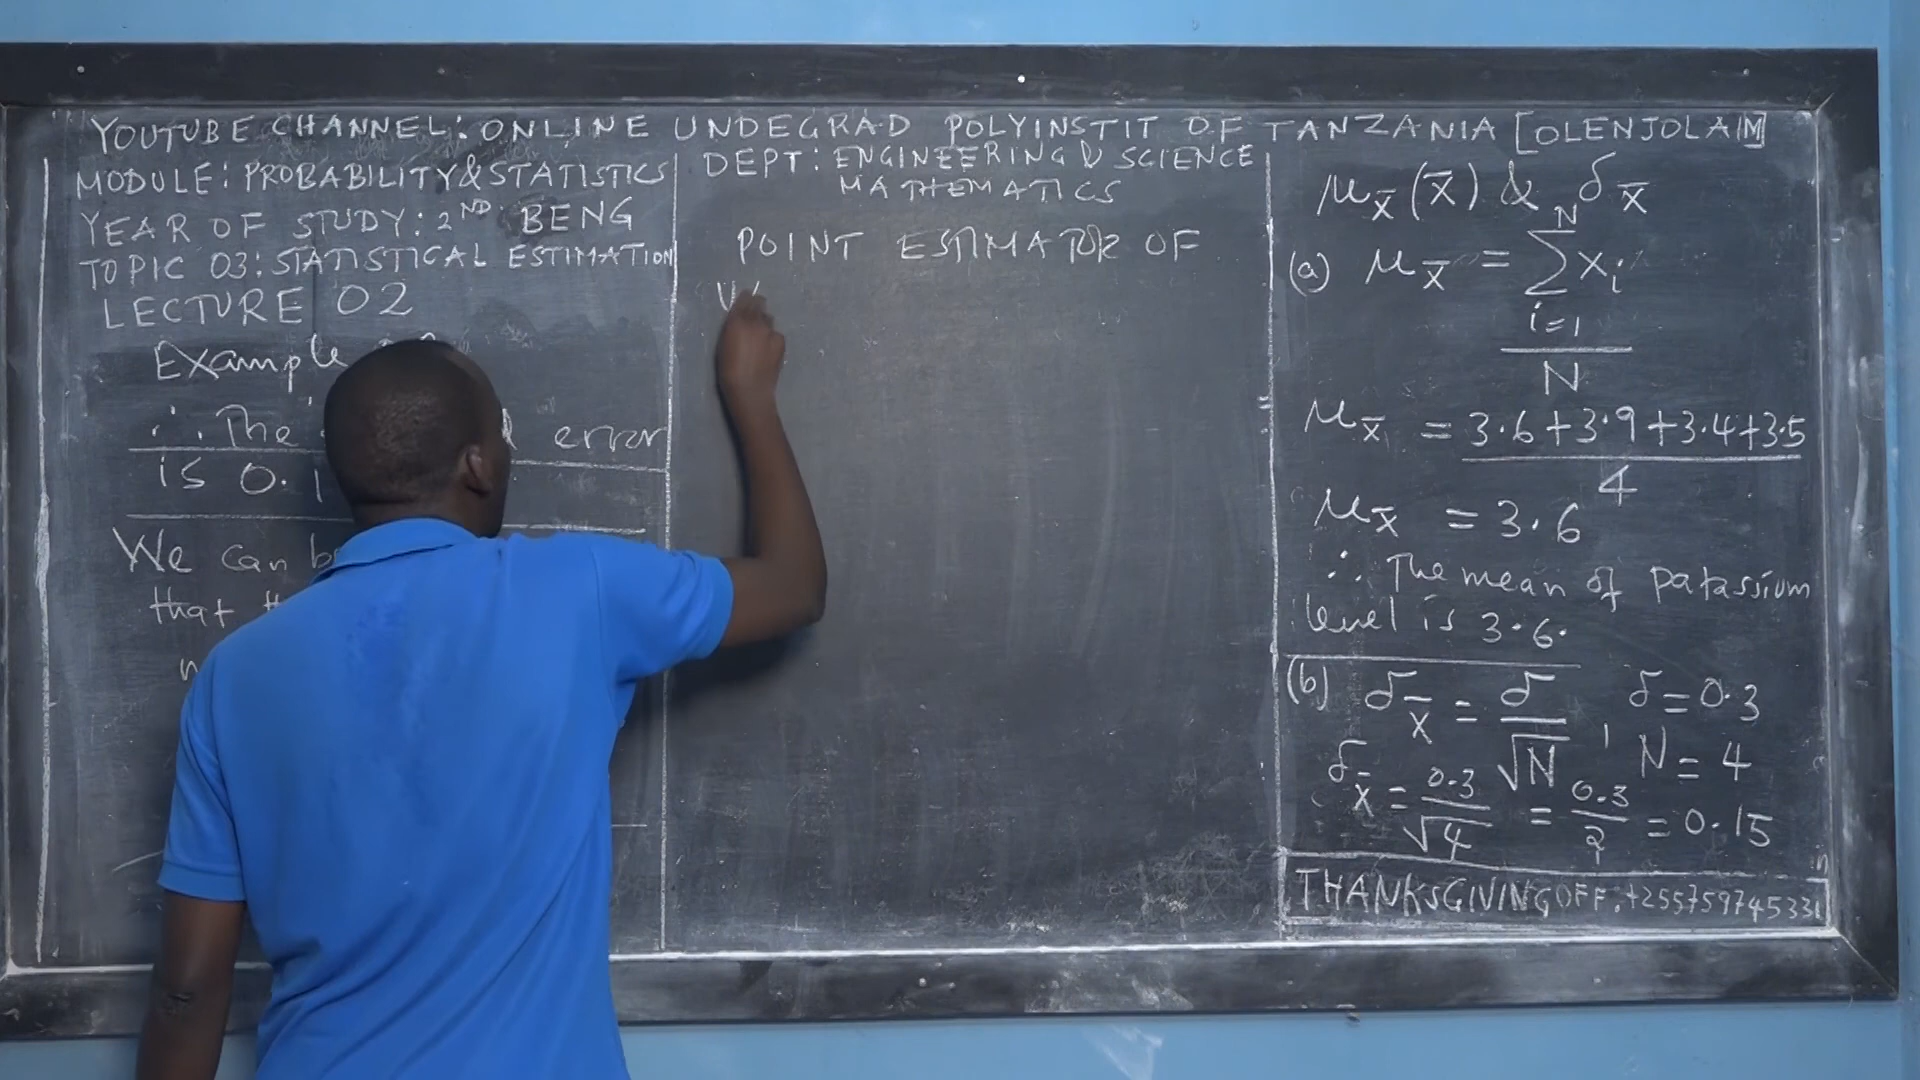 YOUTUBE CHANNEL: ONLINE UNDEGRAD POLYINSTIT OF TANZANIA [OLENJOLAIM]
MODULE: PROBABILITY & STATISTICS
YEAR OF STUDY: 2ND BENG
TOPIC 03: STATISTICAL ESTIMATION
LECTURE 02
Example
∴ The error
is 0.1
We can
that
DEPT: ENGINEERING & SCIENCE
MATHEMATICS
POINT ESTIMATOR OF
μx̄ (x̄) & δx̄
(a) μx̄ = N∑i=1 xi / N
μx̄ = 3.6+3.9+3.4+3.5 / 4
μx̄ = 3.6
∴ The mean of patassium
level is 3.6.
(b) δx̄ = δ/√N , δ = 0.3
N = 4
δx̄ = 0.3/√4 = 0.3/2 = 0.15
THANKSGIVING OFF. +255759745331